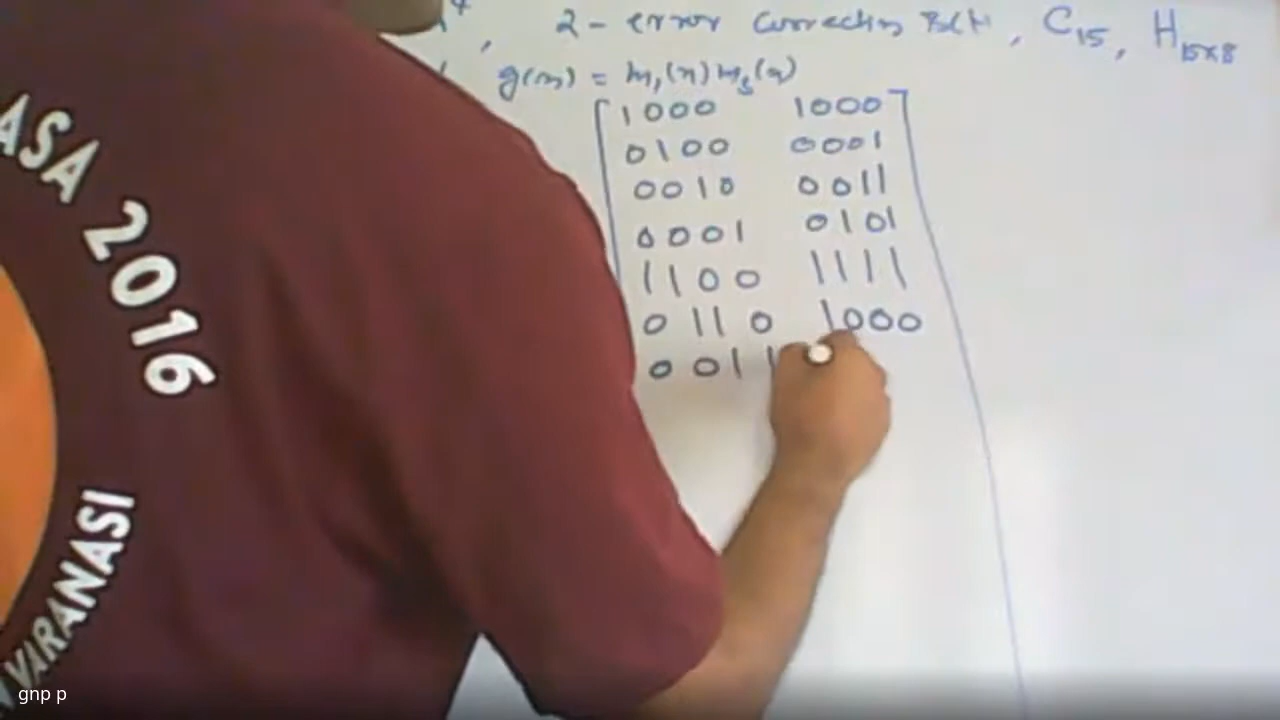 2 - error correcting BCH, C₁₅, H₁₅ₓ₈
g(x) = m₁(x) m₃(x)
1000 1000
0100 0001
0010 0011
0001 0101
1100 1111
0110 1000
0011
ASA 2016
VARANASI
gnp p